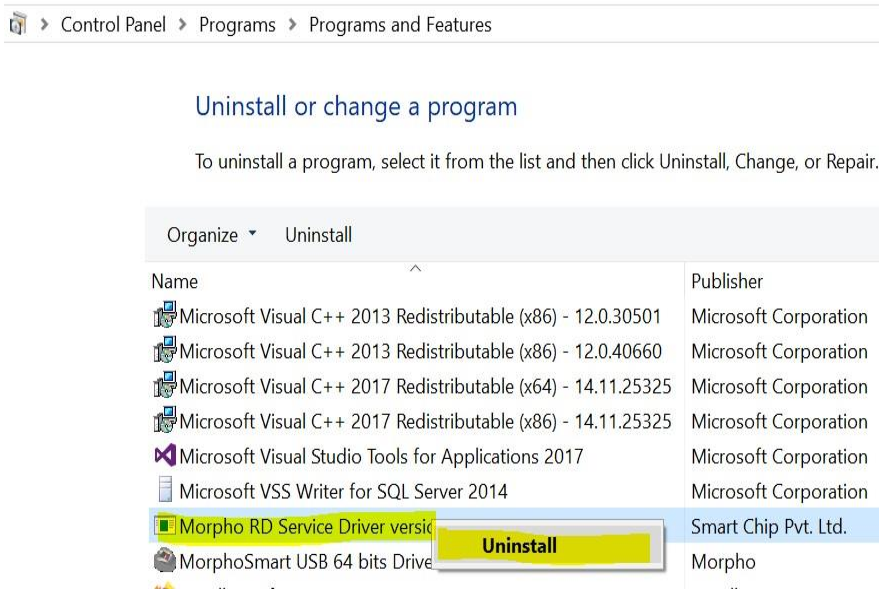 Control Panel > Programs > Programs and Features
Uninstall or change a program
To uninstall a program, select it from the list and then click Uninstall, Change, or Repair.
Organize Uninstall
Name Publisher
Microsoft Visual C++ 2013 Redistributable (x86) - 12.0.30501 Microsoft Corporation
Microsoft Visual C++ 2013 Redistributable (x86) - 12.0.40660 Microsoft Corporation
Microsoft Visual C++ 2017 Redistributable (x64) - 14.11.25325 Microsoft Corporation
Microsoft Visual C++ 2017 Redistributable (x86) - 14.11.25325 Microsoft Corporation
Microsoft Visual Studio Tools for Applications 2017 Microsoft Corporation
Microsoft VSS Writer for SQL Server 2014 Microsoft Corporation
Morpho RD Service Driver versio Smart Chip Pvt. Ltd.
Uninstall
MorphoSmart USB 64 bits Drive Morpho